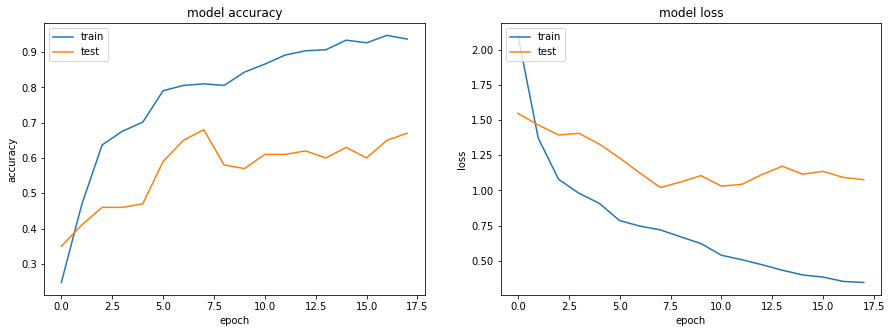 model accuracy
train
test
0.9
0.8
0.7
0.6
0.5
0.4
0.3
accuracy
0.0 2.5 5.0 7.5 10.0 12.5 15.0 17.5
epoch
model loss
train
test
2.00
1.75
1.50
1.25
1.00
0.75
0.50
loss
0.0 2.5 5.0 7.5 10.0 12.5 15.0 17.5
epoch